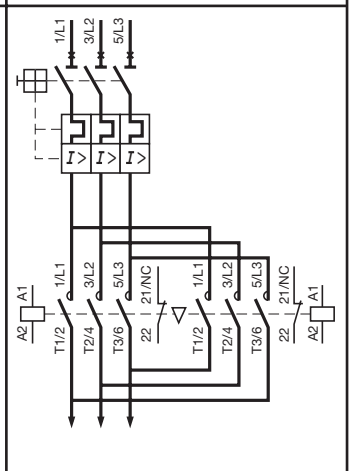 1/L1 3/L2 5/L3
I> I> I>
A1 1/L1 3/L2 5/L3 21/NC 1/L1 3/L2 5/L3 21/NC A1
A2 T1/2 T2/4 T3/6 22 T1/2 T2/4 T3/6 22 A2